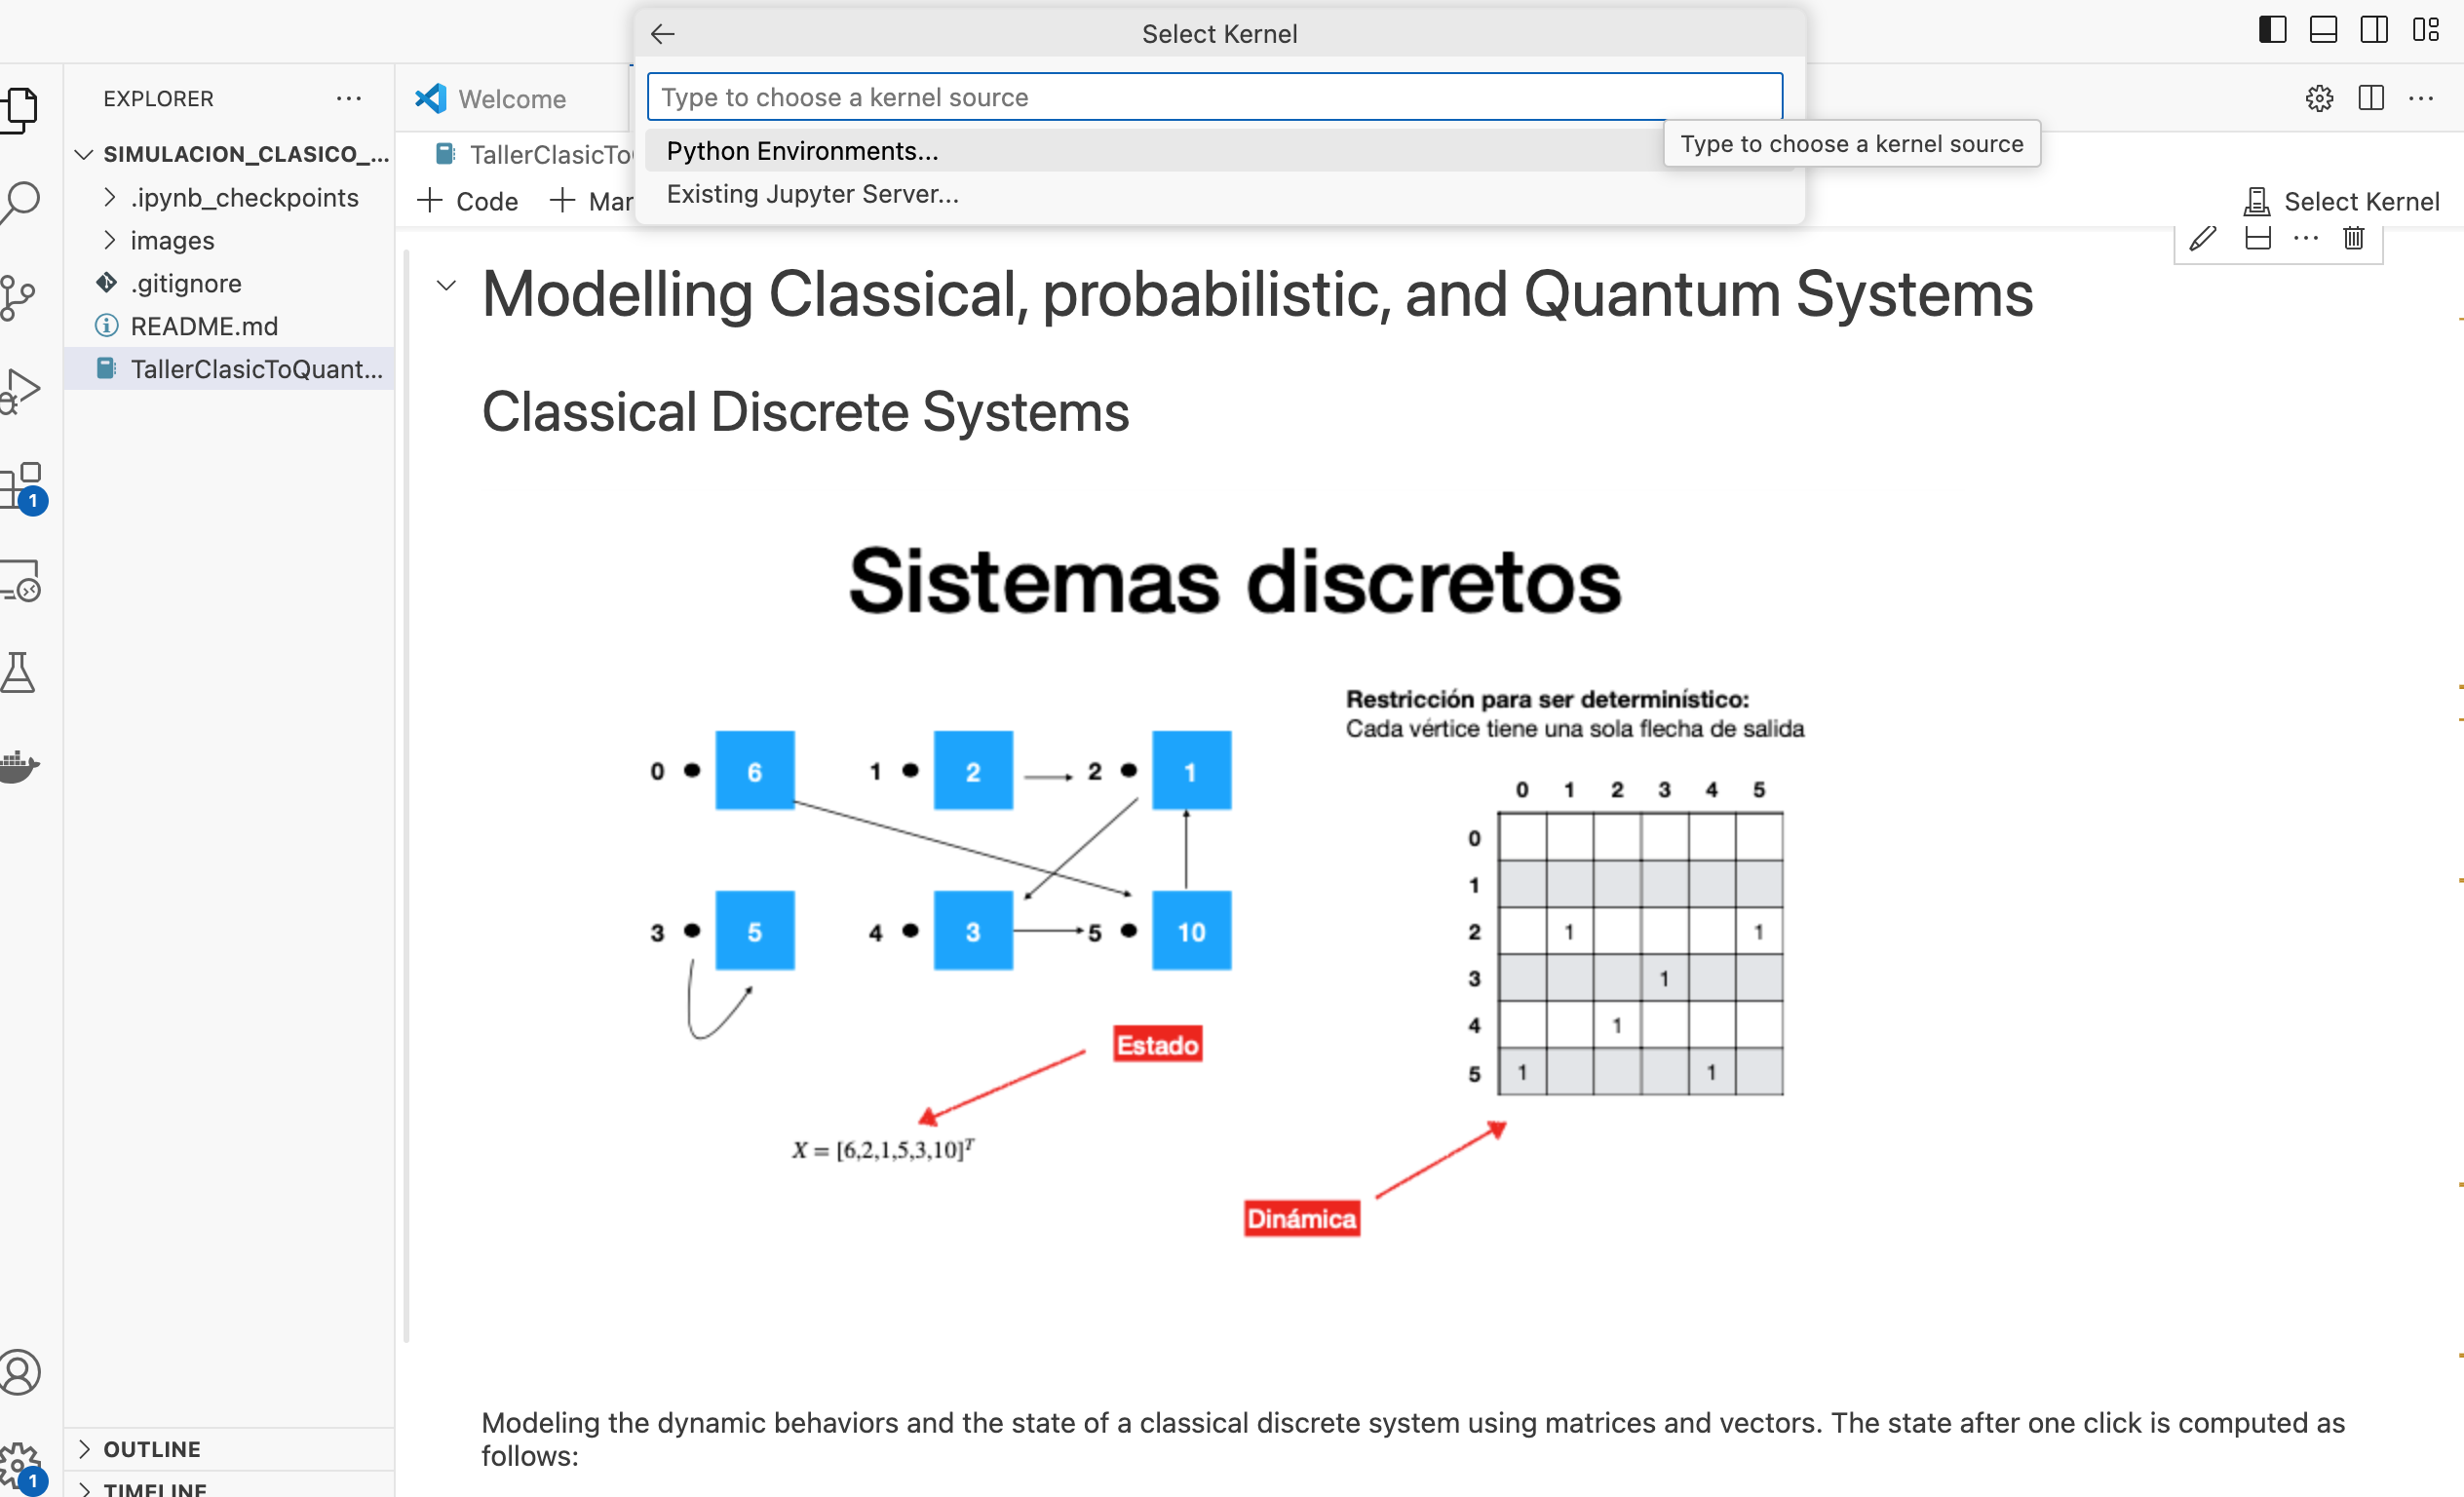 Select Kernel
Type to choose a kernel source
Python Environments...
Type to choose a kernel source
Existing Jupyter Server...
EXPLORER
SIMULACION_CLASICO_...
.ipynb_checkpoints
images
.gitignore
README.md
TallerClasicToQuant...
1
OUTLINE
1
TIMELINE
Welcome
TallerClasicTo
Code
Mar
Select Kernel
Modelling Classical, probabilistic, and Quantum Systems
Classical Discrete Systems
Sistemas discretos
0 6 1 2 2 1
3 5 4 3 5 10
Estado
X = [6,2,1,5,3,10]^T
Restricción para ser determinístico:
Cada vértice tiene una sola flecha de salida
0 1 2 3 4 5
0
1
2 1 1
3 1
4 1
5 1 1
Dinámica
Modeling the dynamic behaviors and the state of a classical discrete system using matrices and vectors. The state after one click is computed as
follows: